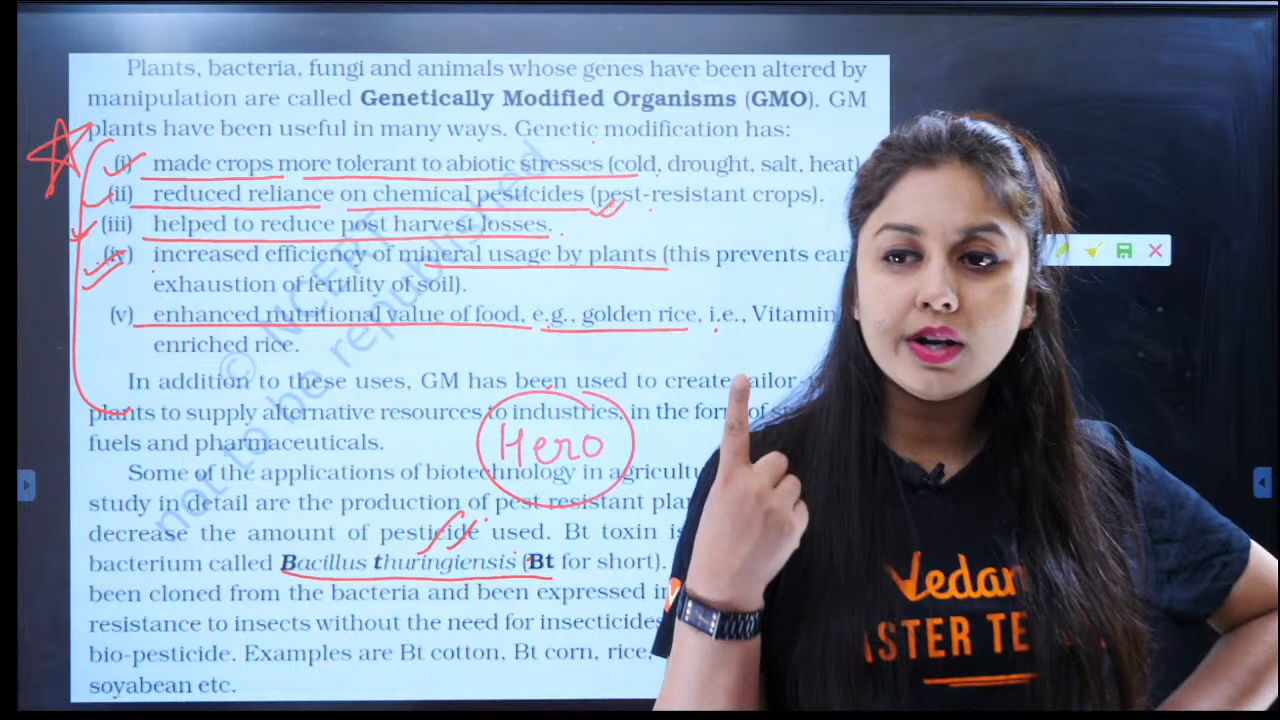 Plants, bacteria, fungi and animals whose genes have been altered by
manipulation are called Genetically Modified Organisms (GMO). GM
plants have been useful in many ways. Genetic modification has:
(i) made crops more tolerant to abiotic stresses (cold, drought, salt, heat)
(ii) reduced reliance on chemical pesticides (pest-resistant crops).
(iii) helped to reduce post harvest losses.
(iv) increased efficiency of mineral usage by plants (this prevents ear
exhaustion of fertility of soil).
(v) enhanced nutritional value of food, e.g., golden rice, i.e., Vitamin
enriched rice.
In addition to these uses, GM has been used to create tailor-
plants to supply alternative resources to industries, in the form of
fuels and pharmaceuticals.
Hero
Some of the applications of biotechnology in agricultu
study in detail are the production of pest resistant pla
decrease the amount of pesticide used. Bt toxin is
bacterium called Bacillus thuringiensis (Bt for short).
been cloned from the bacteria and been expressed in
resistance to insects without the need for insecticides
bio-pesticide. Examples are Bt cotton, Bt corn, rice,
soyabean etc.
© NCERT
not to be republished
Vedan
ASTER TE